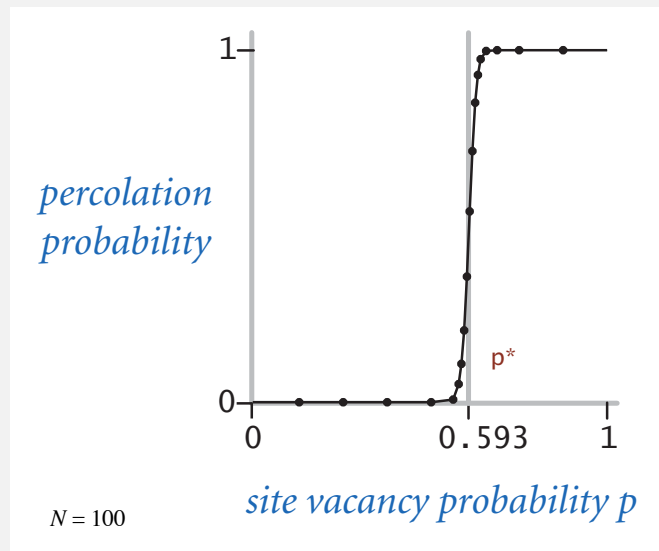 1
percolation
probability
p*
0
0 0.593 1
site vacancy probability p
N = 100